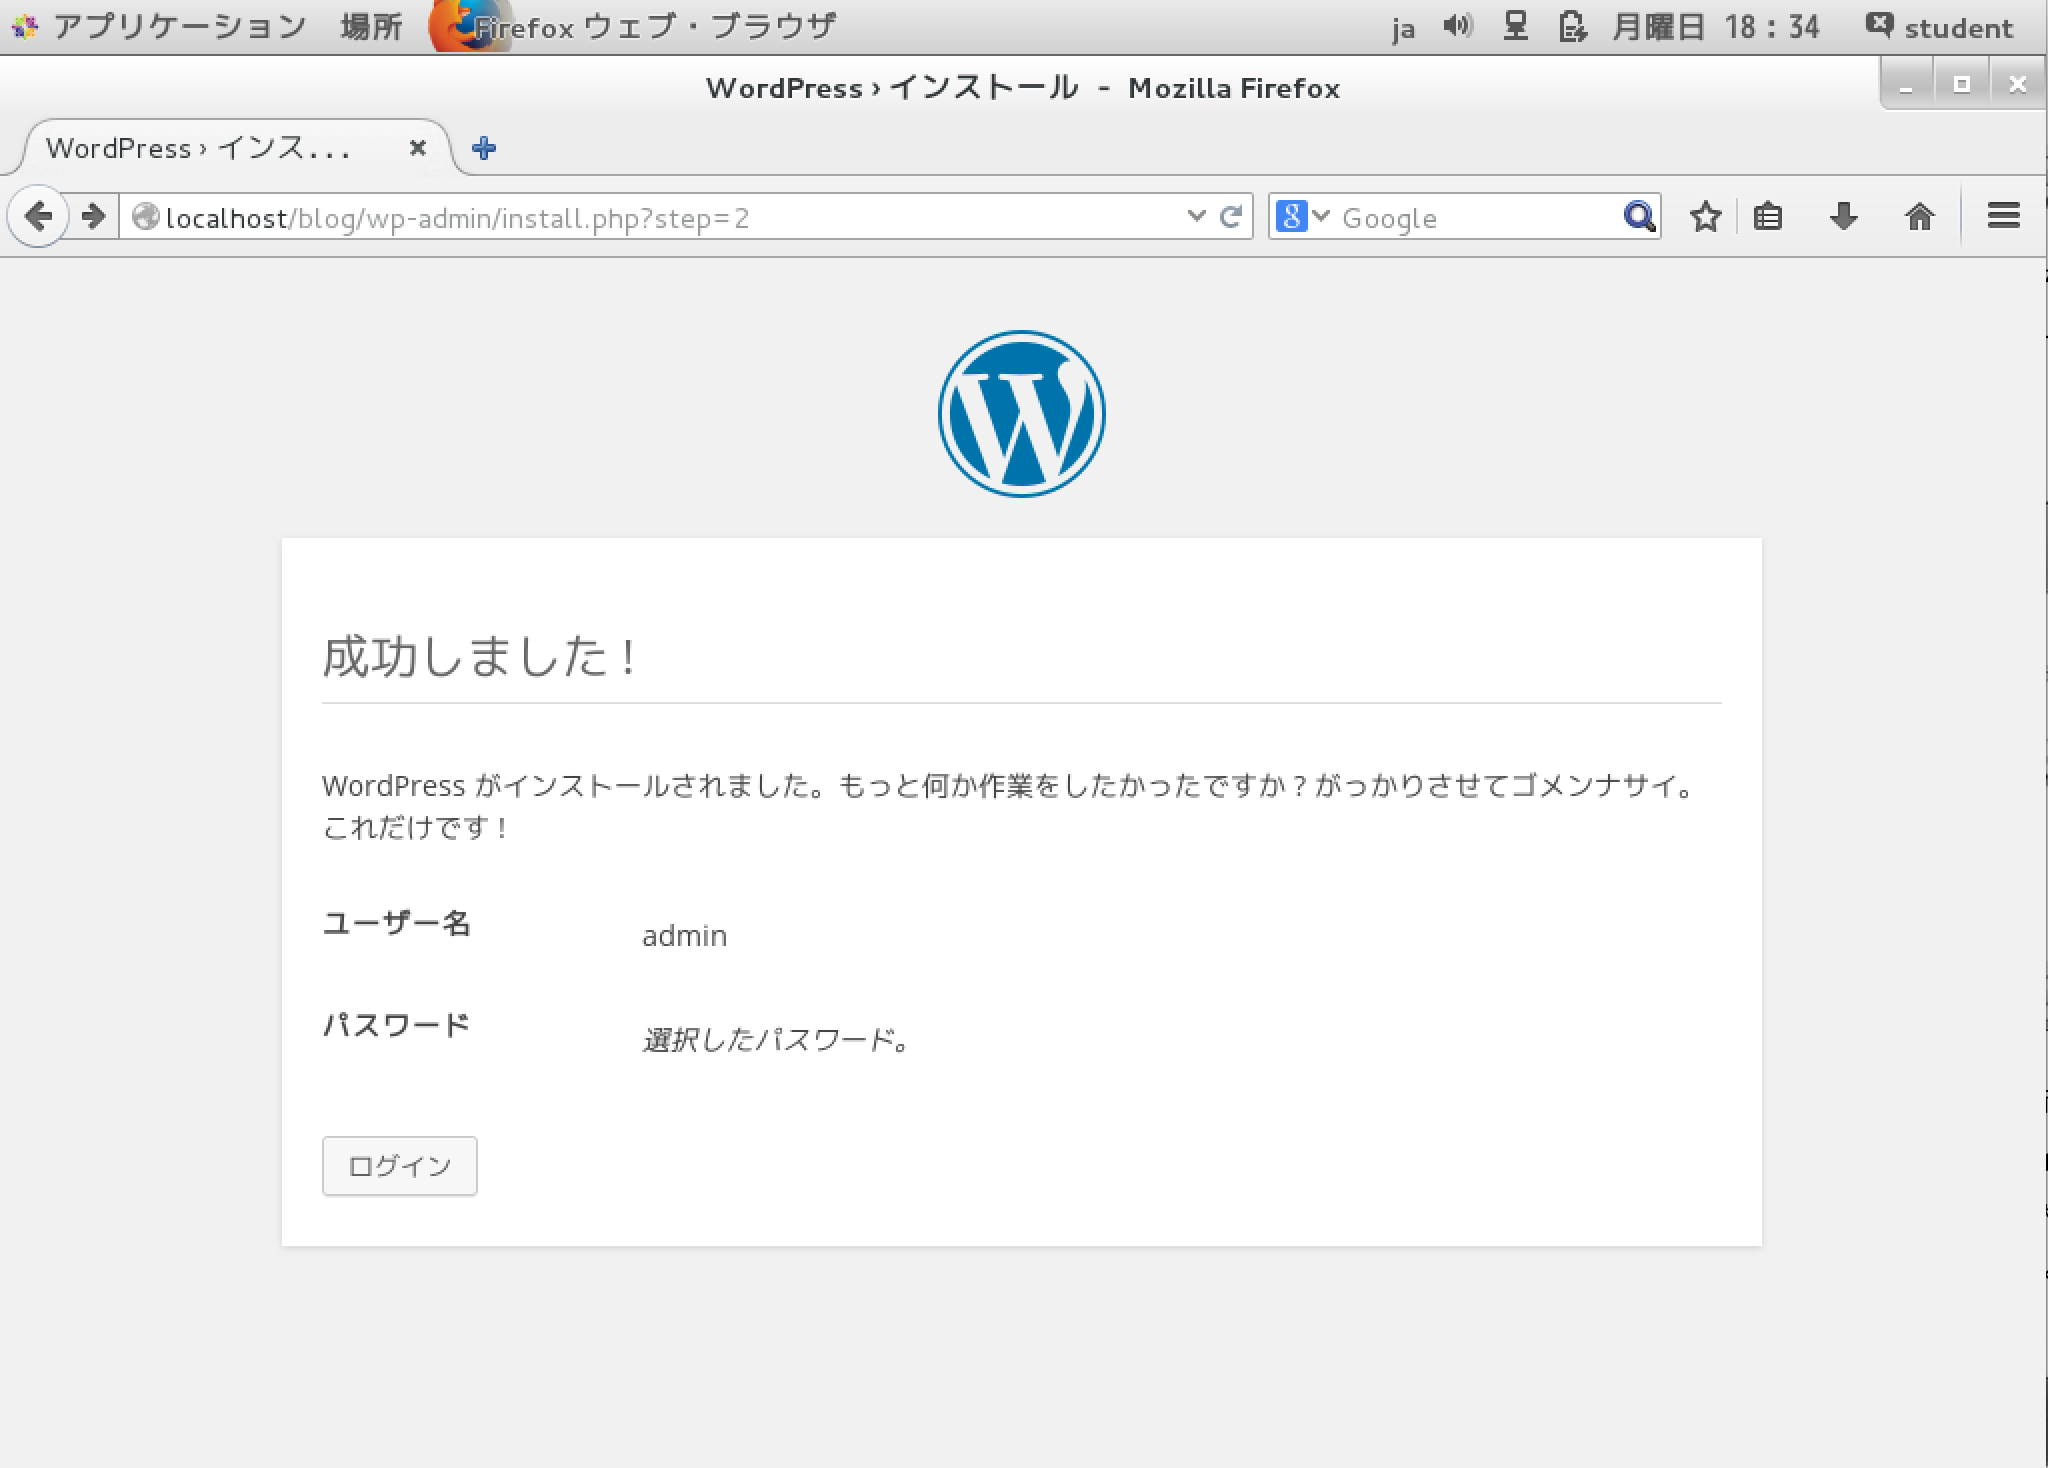 アプリケーション 場所 Firefox ウェブ・ブラウザ ja 月曜日 18：34 student
WordPress › インストール - Mozilla Firefox
WordPress › インス...
localhost/blog/wp-admin/install.php?step=2 Google
成功しました！
WordPress がインストールされました。もっと何か作業をしたかったですか？がっかりさせてゴメンナサイ。
これだけです！
ユーザー名 admin
パスワード 選択したパスワード。
ログイン